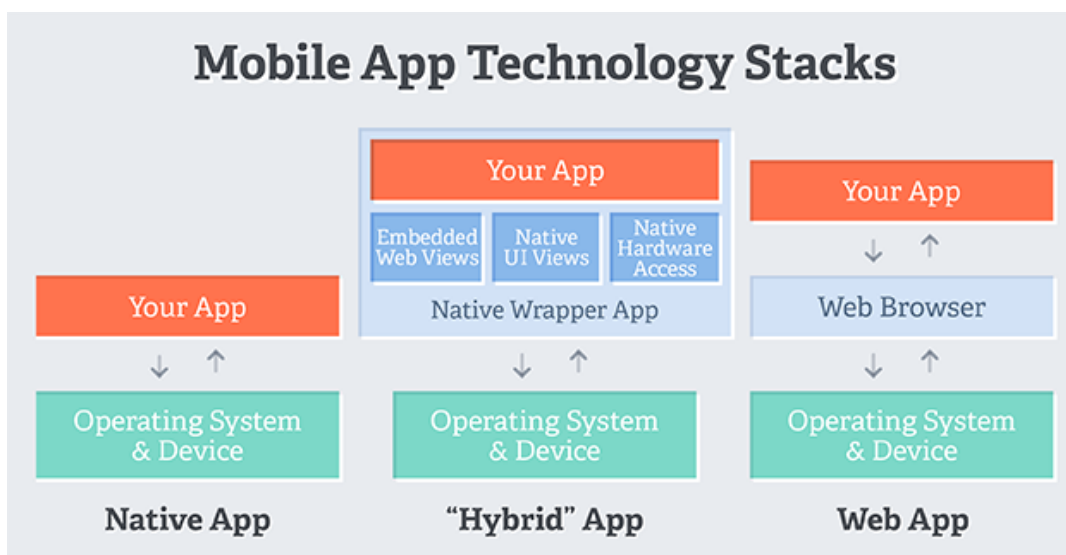 Mobile App Technology Stacks
Your App
Operating System
& Device
Native App
Your App
Embedded
Web Views
Native
UI Views
Native
Hardware
Access
Native Wrapper App
Operating System
& Device
“Hybrid” App
Your App
Web Browser
Operating System
& Device
Web App